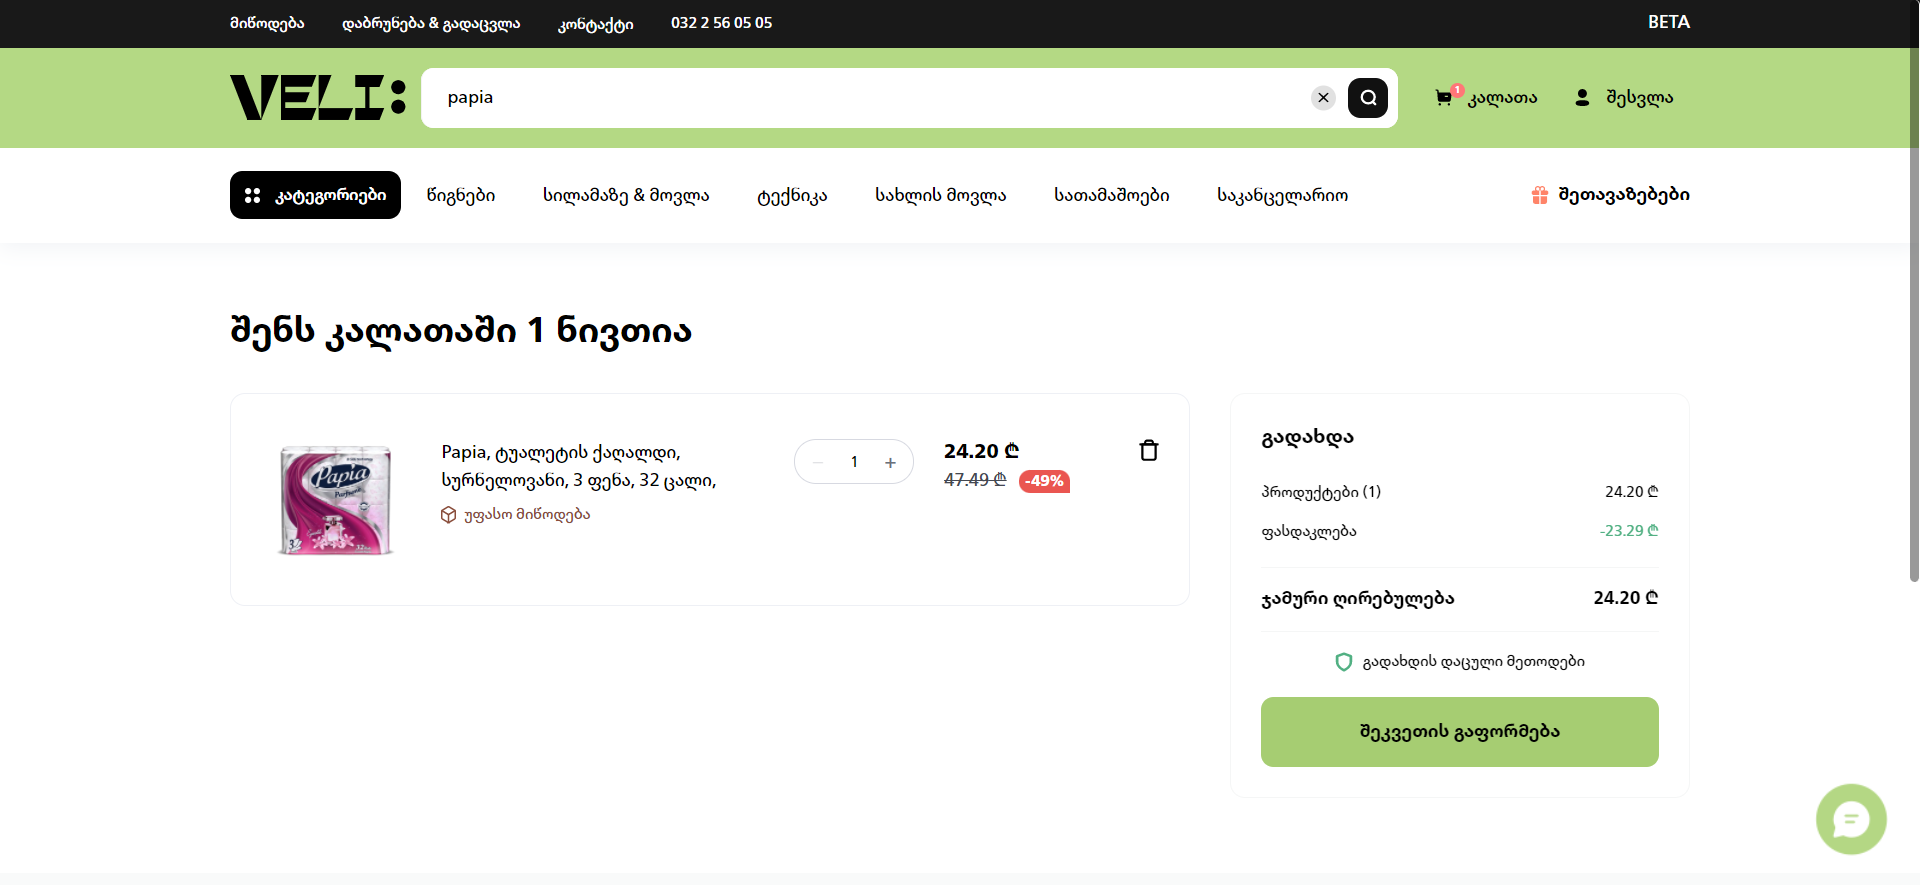 მიწოდება დაბრუნება & გადაცვლა კონტაქტი 032 2 56 05 05 BETA
VELI: papia 1 კალათა შესვლა
კატეგორიები წიგნები სილამაზე & მოვლა ტექნიკა სახლის მოვლა სათამაშოები საკანცელარიო შეთავაზებები
შენს კალათაში 1 ნივთია
Papia, ტუალეტის ქაღალდი,
სურნელოვანი, 3 ფენა, 32 ცალი,
უფასო მიწოდება
Papia
3
1
24.20 ₾
47.49 ₾ -49%
გადახდა
პროდუქტები (1) 24.20 ₾
ფასდაკლება -23.29 ₾
ჯამური ღირებულება 24.20 ₾
გადახდის დაცული მეთოდები
შეკვეთის გაფორმება